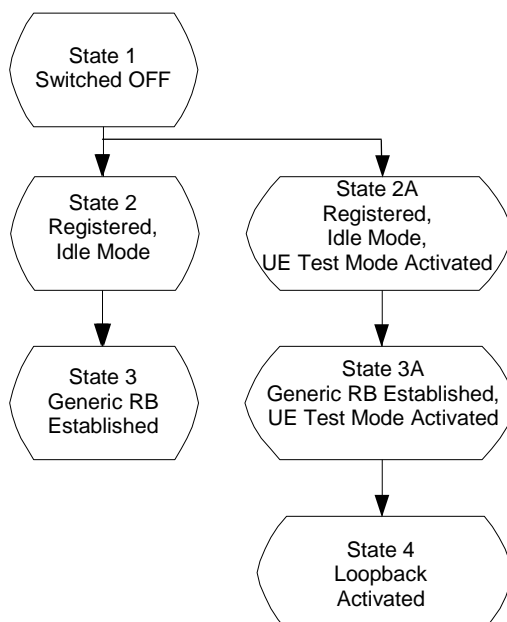 State 1
Switched OFF
State 2
Registered,
Idle Mode
State 2A
Registered,
Idle Mode,
UE Test Mode Activated
State 3
Generic RB
Established
State 3A
Generic RB Established,
UE Test Mode Activated
State 4
Loopback
Activated